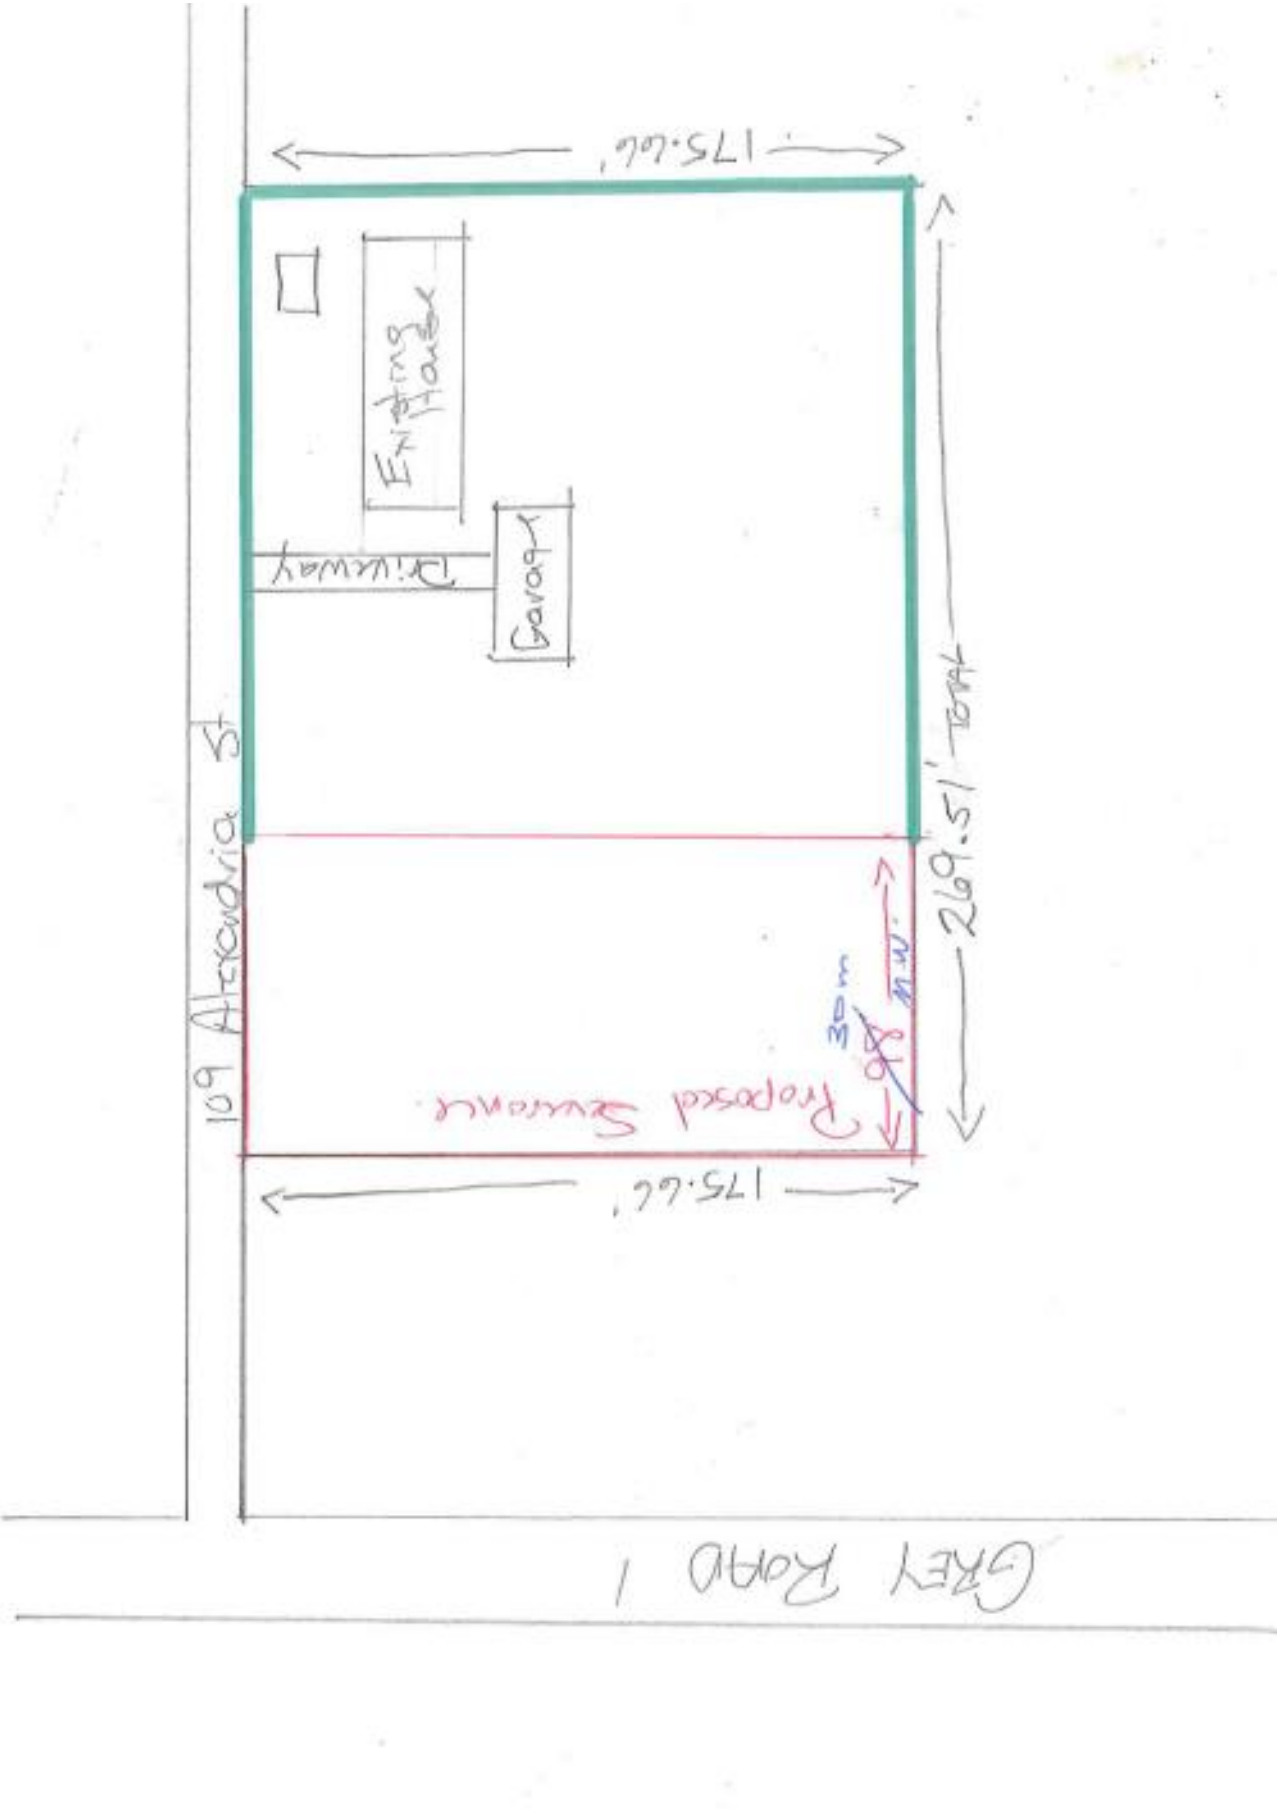 175.66'
Existing
House
Driveway
Garage
109 Alexandria St.
269.51' TOTAL
30m
98
M.W.
Proposed Severance.
175.66'
GREY ROAD 1